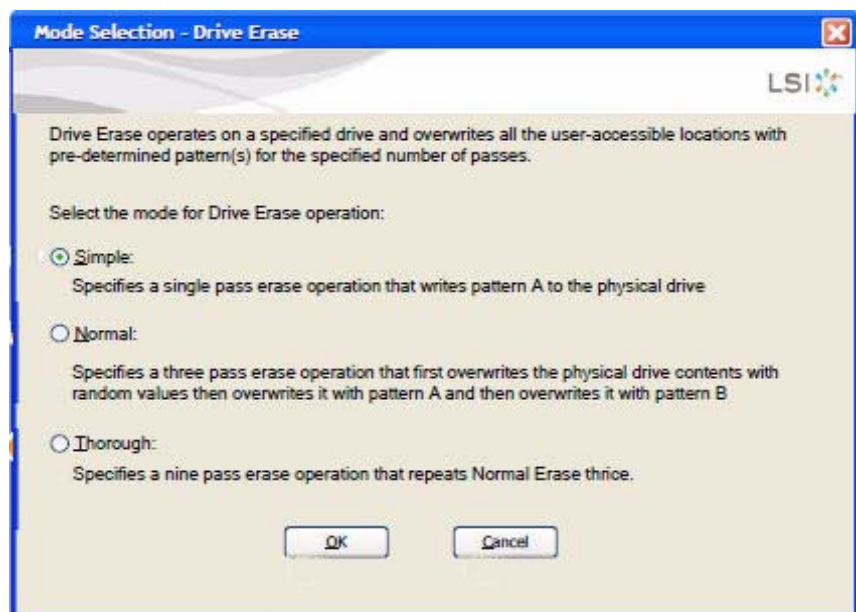 Mode Selection - Drive Erase
LSI
Drive Erase operates on a specified drive and overwrites all the user-accessible locations with
pre-determined pattern(s) for the specified number of passes.
Select the mode for Drive Erase operation:
Simple:
Specifies a single pass erase operation that writes pattern A to the physical drive
Normal:
Specifies a three pass erase operation that first overwrites the physical drive contents with
random values then overwrites it with pattern A and then overwrites it with pattern B
Thorough:
Specifies a nine pass erase operation that repeats Normal Erase thrice.
OK Cancel